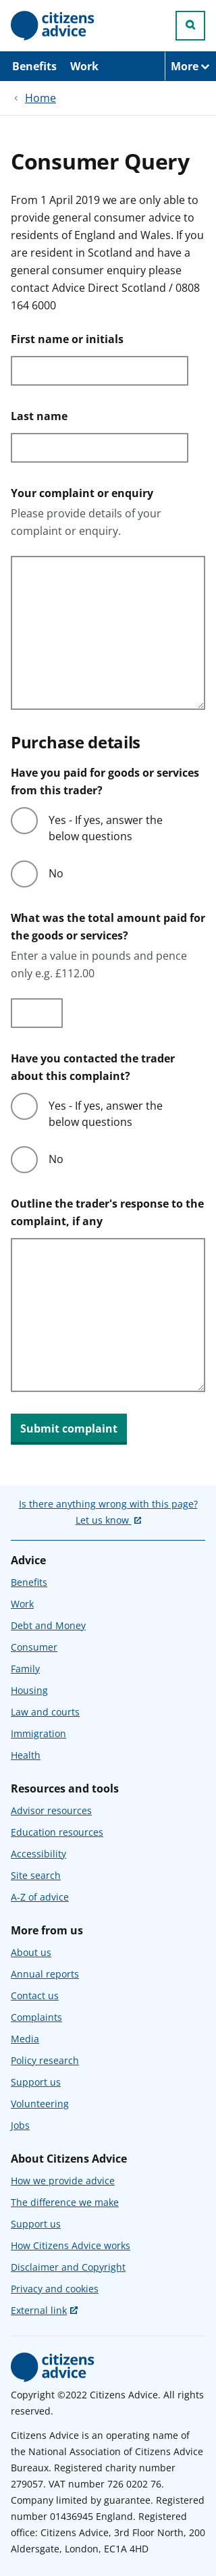 citizens
advice
Benefits Work More
Home
Consumer Query
From 1 April 2019 we are only able to
provide general consumer advice to
residents of England and Wales. If you
are resident in Scotland and have a
general consumer enquiry please
contact Advice Direct Scotland / 0808
164 6000
First name or initials
Last name
Your complaint or enquiry
Please provide details of your
complaint or enquiry.
Purchase details
Have you paid for goods or services
from this trader?
Yes - If yes, answer the
below questions
No
What was the total amount paid for
the goods or services?
Enter a value in pounds and pence
only e.g. £112.00
Have you contacted the trader
about this complaint?
Yes - If yes, answer the
below questions
No
Outline the trader's response to the
complaint, if any
Submit complaint
Is there anything wrong with this page?
Let us know
Advice
Benefits
Work
Debt and Money
Consumer
Family
Housing
Law and courts
Immigration
Health
Resources and tools
Advisor resources
Education resources
Accessibility
Site search
A-Z of advice
More from us
About us
Annual reports
Contact us
Complaints
Media
Policy research
Support us
Volunteering
Jobs
About Citizens Advice
How we provide advice
The difference we make
Support us
How Citizens Advice works
Disclaimer and Copyright
Privacy and cookies
External link
citizens
advice
Copyright ©2022 Citizens Advice. All rights
reserved.
Citizens Advice is an operating name of
the National Association of Citizens Advice
Bureaux. Registered charity number
279057. VAT number 726 0202 76.
Company limited by guarantee. Registered
number 01436945 England. Registered
office: Citizens Advice, 3rd Floor North, 200
Aldersgate, London, EC1A 4HD